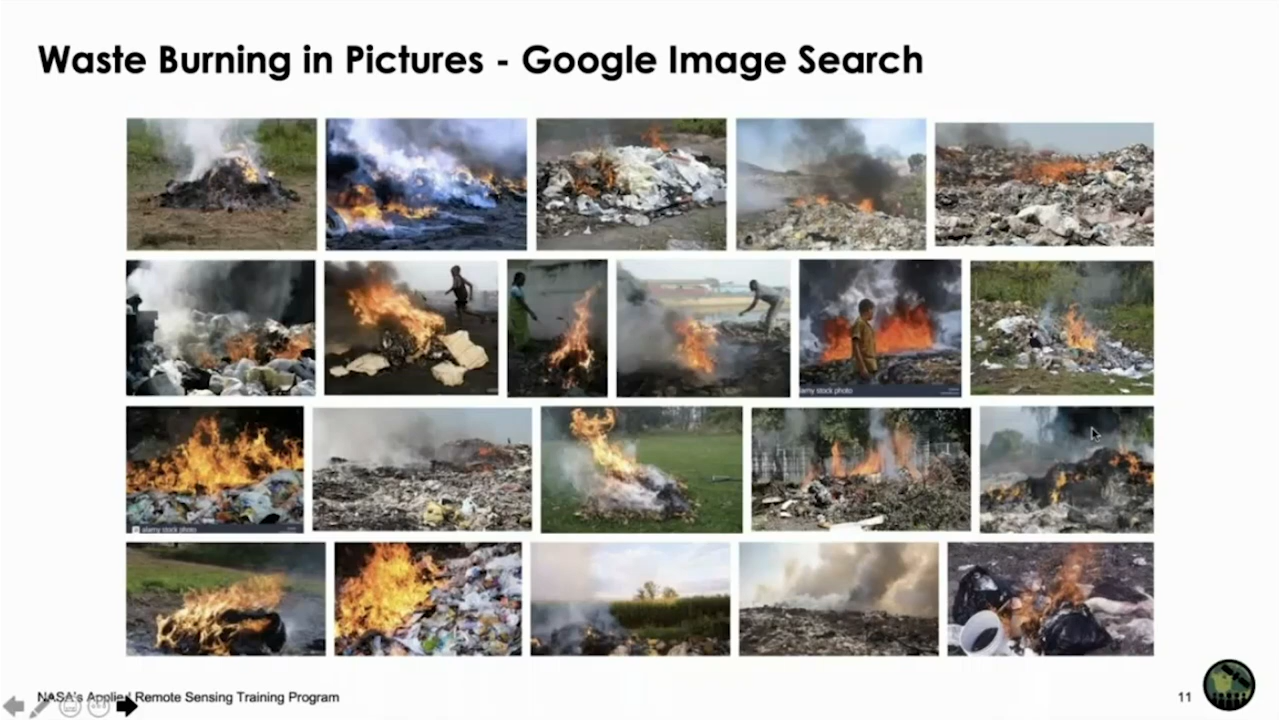 Waste Burning in Pictures - Google Image Search
alamy stock photo
alamy stock photo
NASA's Applied Remote Sensing Training Program
11